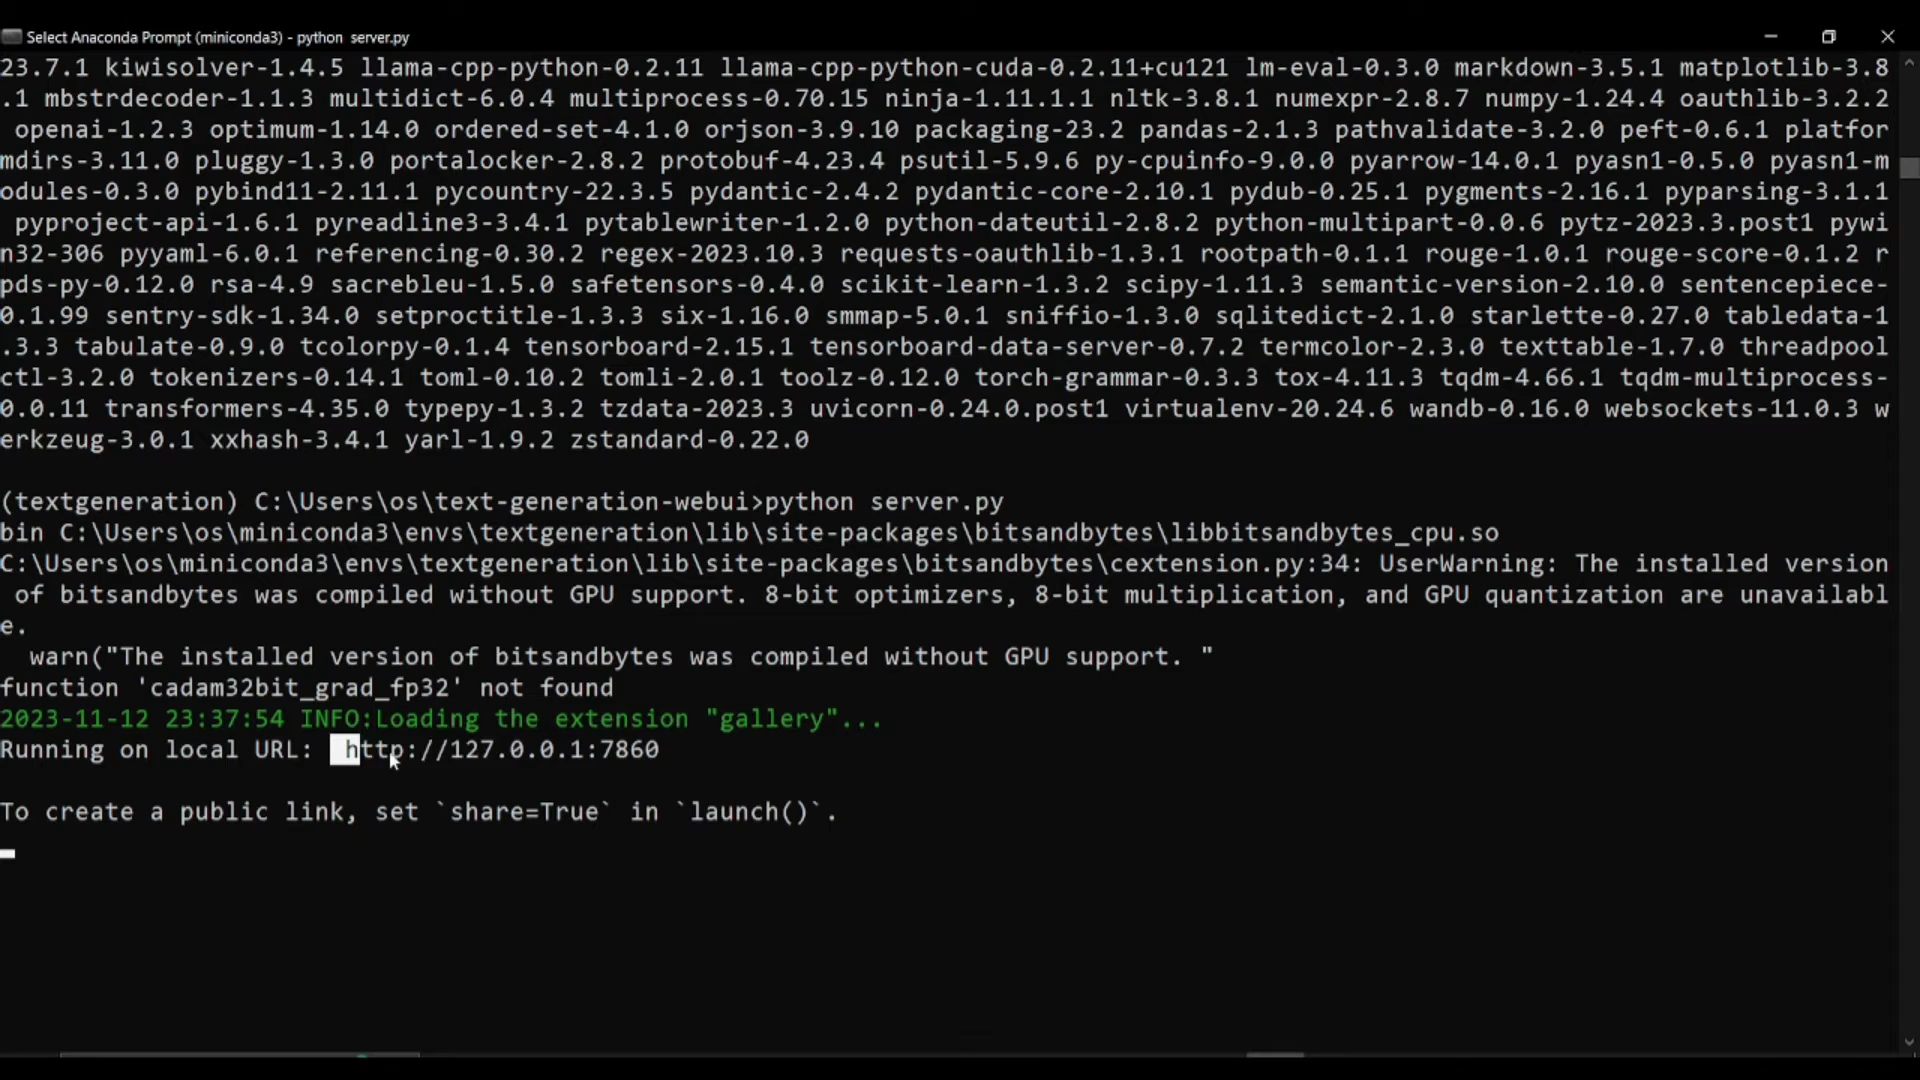 Select Anaconda Prompt (miniconda3) - python  server.py
23.7.1 kiwisolver-1.4.5 llama-cpp-python-0.2.11 llama-cpp-python-cuda-0.2.11+cu121 lm-eval-0.3.0 markdown-3.5.1 matplotlib-3.8
.1 mbstrdecoder-1.1.3 multidict-6.0.4 multiprocess-0.70.15 ninja-1.11.1.1 nltk-3.8.1 numexpr-2.8.7 numpy-1.24.4 oauthlib-3.2.2
openai-1.2.3 optimum-1.14.0 ordered-set-4.1.0 orjson-3.9.10 packaging-23.2 pandas-2.1.3 pathvalidate-3.2.0 peft-0.6.1 platfor
mdirs-3.11.0 pluggy-1.3.0 portalocker-2.8.2 protobuf-4.23.4 psutil-5.9.6 py-cpuinfo-9.0.0 pyarrow-14.0.1 pyasn1-0.5.0 pyasn1-m
odules-0.3.0 pybind11-2.11.1 pycountry-22.3.5 pydantic-2.4.2 pydantic-core-2.10.1 pydub-0.25.1 pygments-2.16.1 pyparsing-3.1.1
pyproject-api-1.6.1 pyreadline3-3.4.1 pytablewriter-1.2.0 python-dateutil-2.8.2 python-multipart-0.0.6 pytz-2023.3.post1 pywi
n32-306 pyyaml-6.0.1 referencing-0.30.2 regex-2023.10.3 requests-oauthlib-1.3.1 rootpath-0.1.1 rouge-1.0.1 rouge-score-0.1.2 r
pds-py-0.12.0 rsa-4.9 sacrebleu-1.5.0 safetensors-0.4.0 scikit-learn-1.3.2 scipy-1.11.3 semantic-version-2.10.0 sentencepiece-
0.1.99 sentry-sdk-1.34.0 setproctitle-1.3.3 six-1.16.0 smmap-5.0.1 sniffio-1.3.0 sqlitedict-2.1.0 starlette-0.27.0 tabledata-1
.3.3 tabulate-0.9.0 tcolorpy-0.1.4 tensorboard-2.15.1 tensorboard-data-server-0.7.2 termcolor-2.3.0 texttable-1.7.0 threadpool
ctl-3.2.0 tokenizers-0.14.1 toml-0.10.2 tomli-2.0.1 toolz-0.12.0 torch-grammar-0.3.3 tox-4.11.3 tqdm-4.66.1 tqdm-multiprocess-
0.0.11 transformers-4.35.0 typepy-1.3.2 tzdata-2023.3 uvicorn-0.24.0.post1 virtualenv-20.24.6 wandb-0.16.0 websockets-11.0.3 w
erkzeug-3.0.1 xxhash-3.4.1 yarl-1.9.2 zstandard-0.22.0
(textgeneration) C:\Users\os\text-generation-webui>python server.py
bin C:\Users\os\miniconda3\envs\textgeneration\lib\site-packages\bitsandbytes\libbitsandbytes_cpu.so
C:\Users\os\miniconda3\envs\textgeneration\lib\site-packages\bitsandbytes\cextension.py:34: UserWarning: The installed version
of bitsandbytes was compiled without GPU support. 8-bit optimizers, 8-bit multiplication, and GPU quantization are unavailabl
e.
warn("The installed version of bitsandbytes was compiled without GPU support. "
function 'cadam32bit_grad_fp32' not found
2023-11-12 23:37:54 INFO:Loading the extension "gallery"...
Running on local URL:  http://127.0.0.1:7860
To create a public link, set `share=True` in `launch()`.